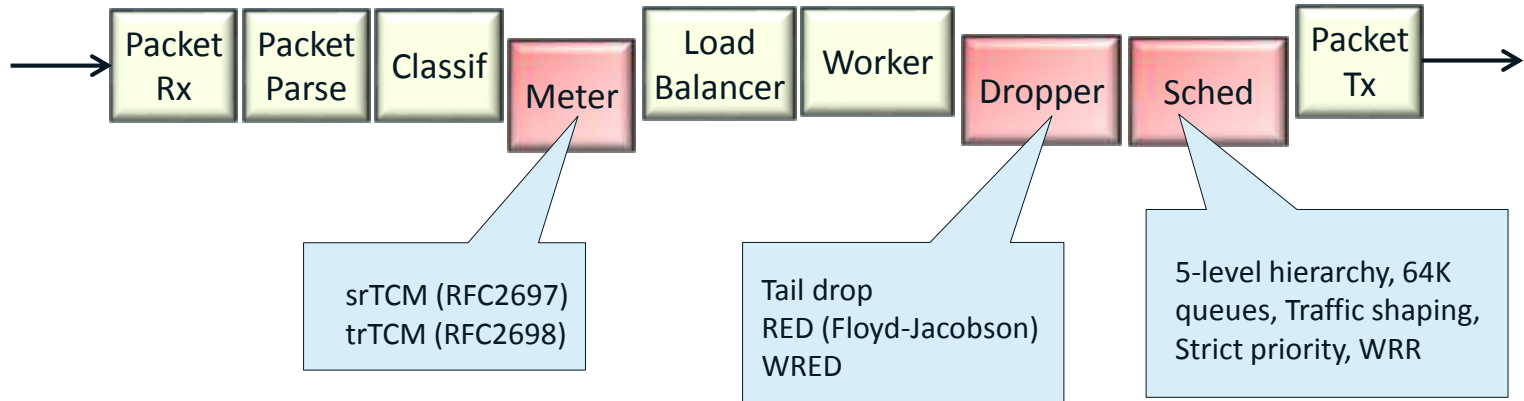 Packet
Rx
Packet
Parse
Classif
Meter
Load
Balancer
Worker
Dropper
Sched
Packet
Tx
srTCM (RFC2697)
trTCM (RFC2698)
Tail drop
RED (Floyd-Jacobson)
WRED
5-level hierarchy, 64K
queues, Traffic shaping,
Strict priority, WRR